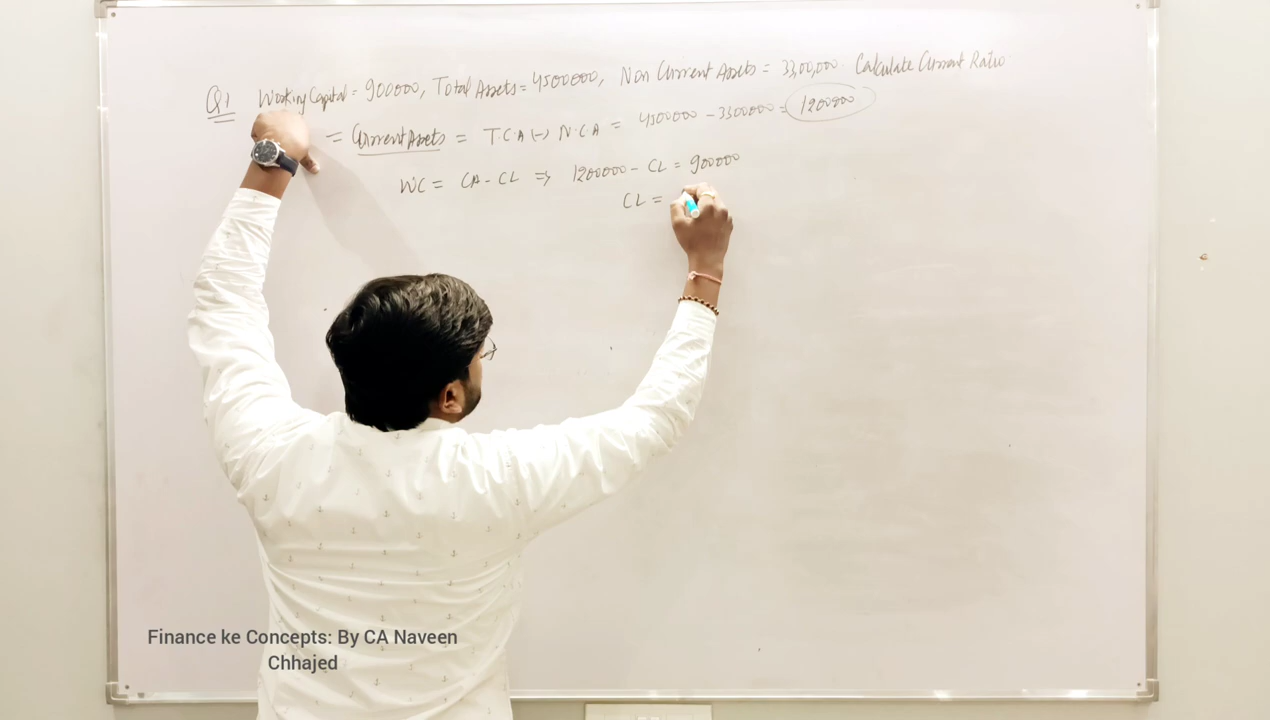 Q1 Working Capital = 900000, Total Assets = 4500000, Non Current Assets = 33,00,000. Calculate Current Ratio
= Current Assets = T.C.A (-) N.C.A = 4500000 - 3300000 = 1200000
WC = CA - CL ⇒ 1200000 - CL = 900000
CL =
Finance ke Concepts: By CA Naveen
Chhajed